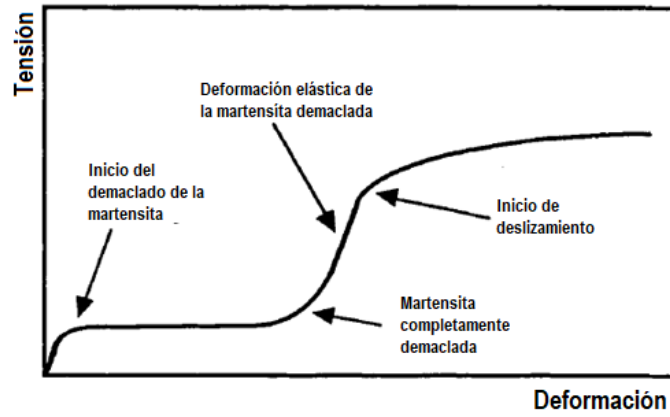 Tensión
Deformación elástica de
la martensita demaclada
Inicio del
demaclado de la
martensita
Inicio de
deslizamiento
Martensita
completamente
demaclada
Deformación